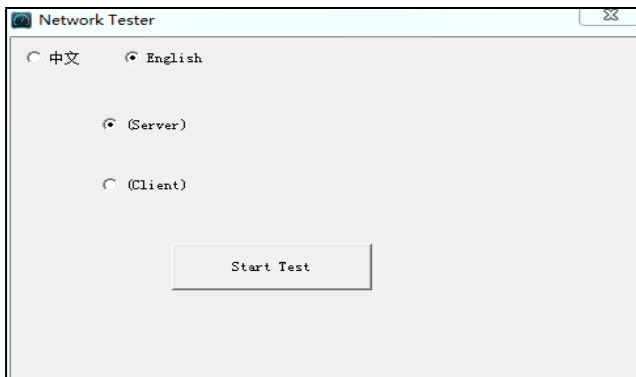 Network Tester
中文 English
(Server)
(Client)
Start Test